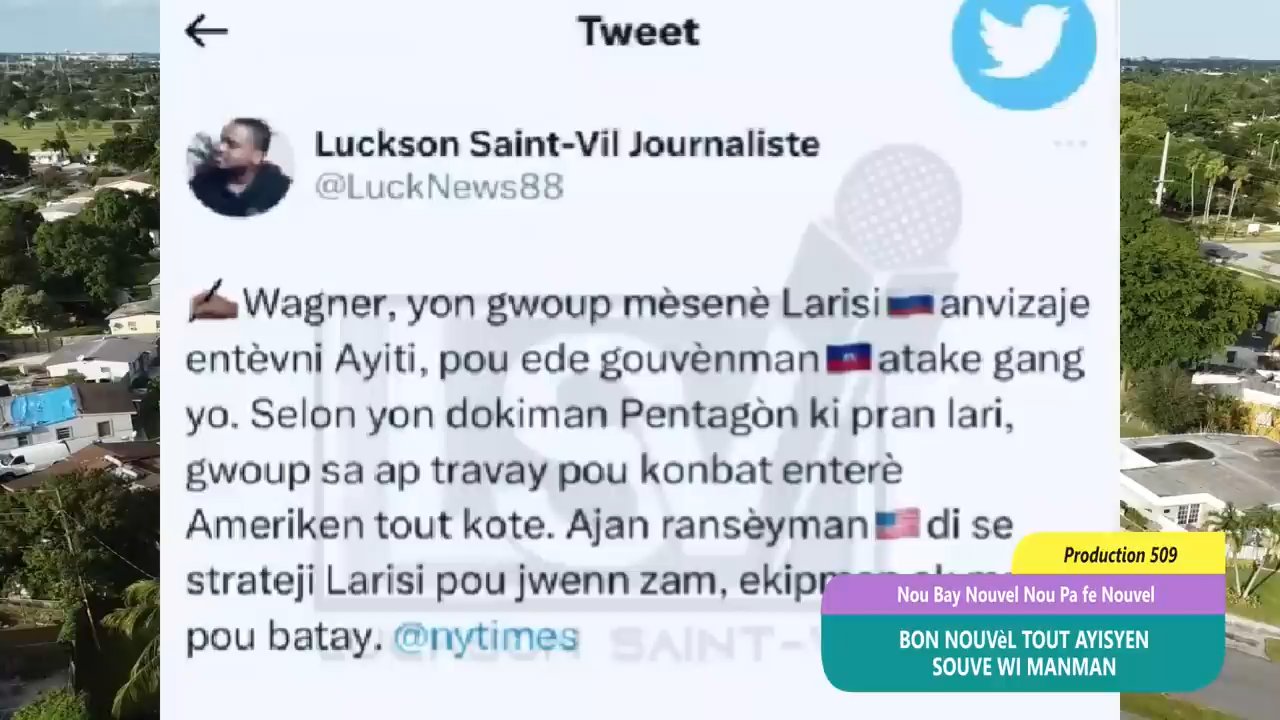 Tweet
Luckson Saint-Vil Journaliste
@LuckNews88
Wagner, yon gwoup mèsenè Larisi anvizaje
entèvni Ayiti, pou ede gouvènman atake gang
yo. Selon yon dokiman Pentagòn ki pran lari,
gwoup sa ap travay pou konbat enterè
Ameriken tout kote. Ajan ransèyman di se
strateji Larisi pou jwenn zam,
pou batay. @nytimes
SAINT-V
Production 509
Nou Bay Nouvel Nou Pa fe Nouvel
BON NOUVèL TOUT AYISYEN
SOUVE WI MANMAN